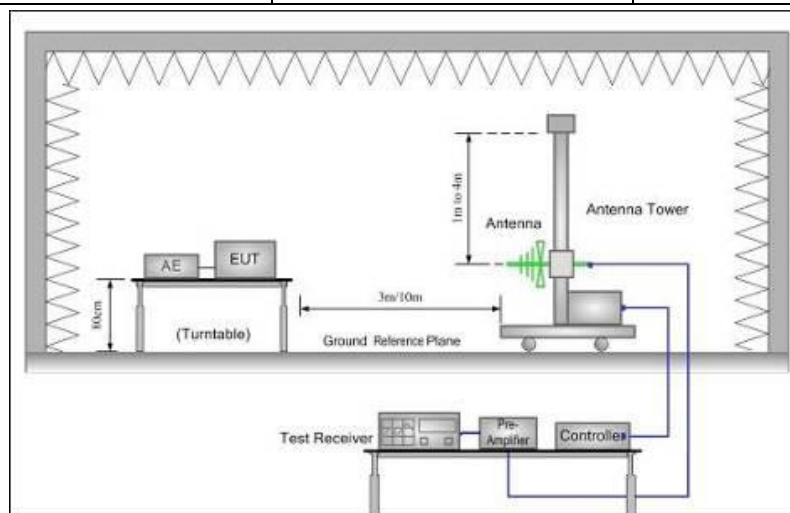 1m to 4m
Antenna
Antenna Tower
AE
EUT
80cm
3m/10m
(Turntable)
Ground Reference Plane
Test Receiver
Pre-
Amplifier
Controller